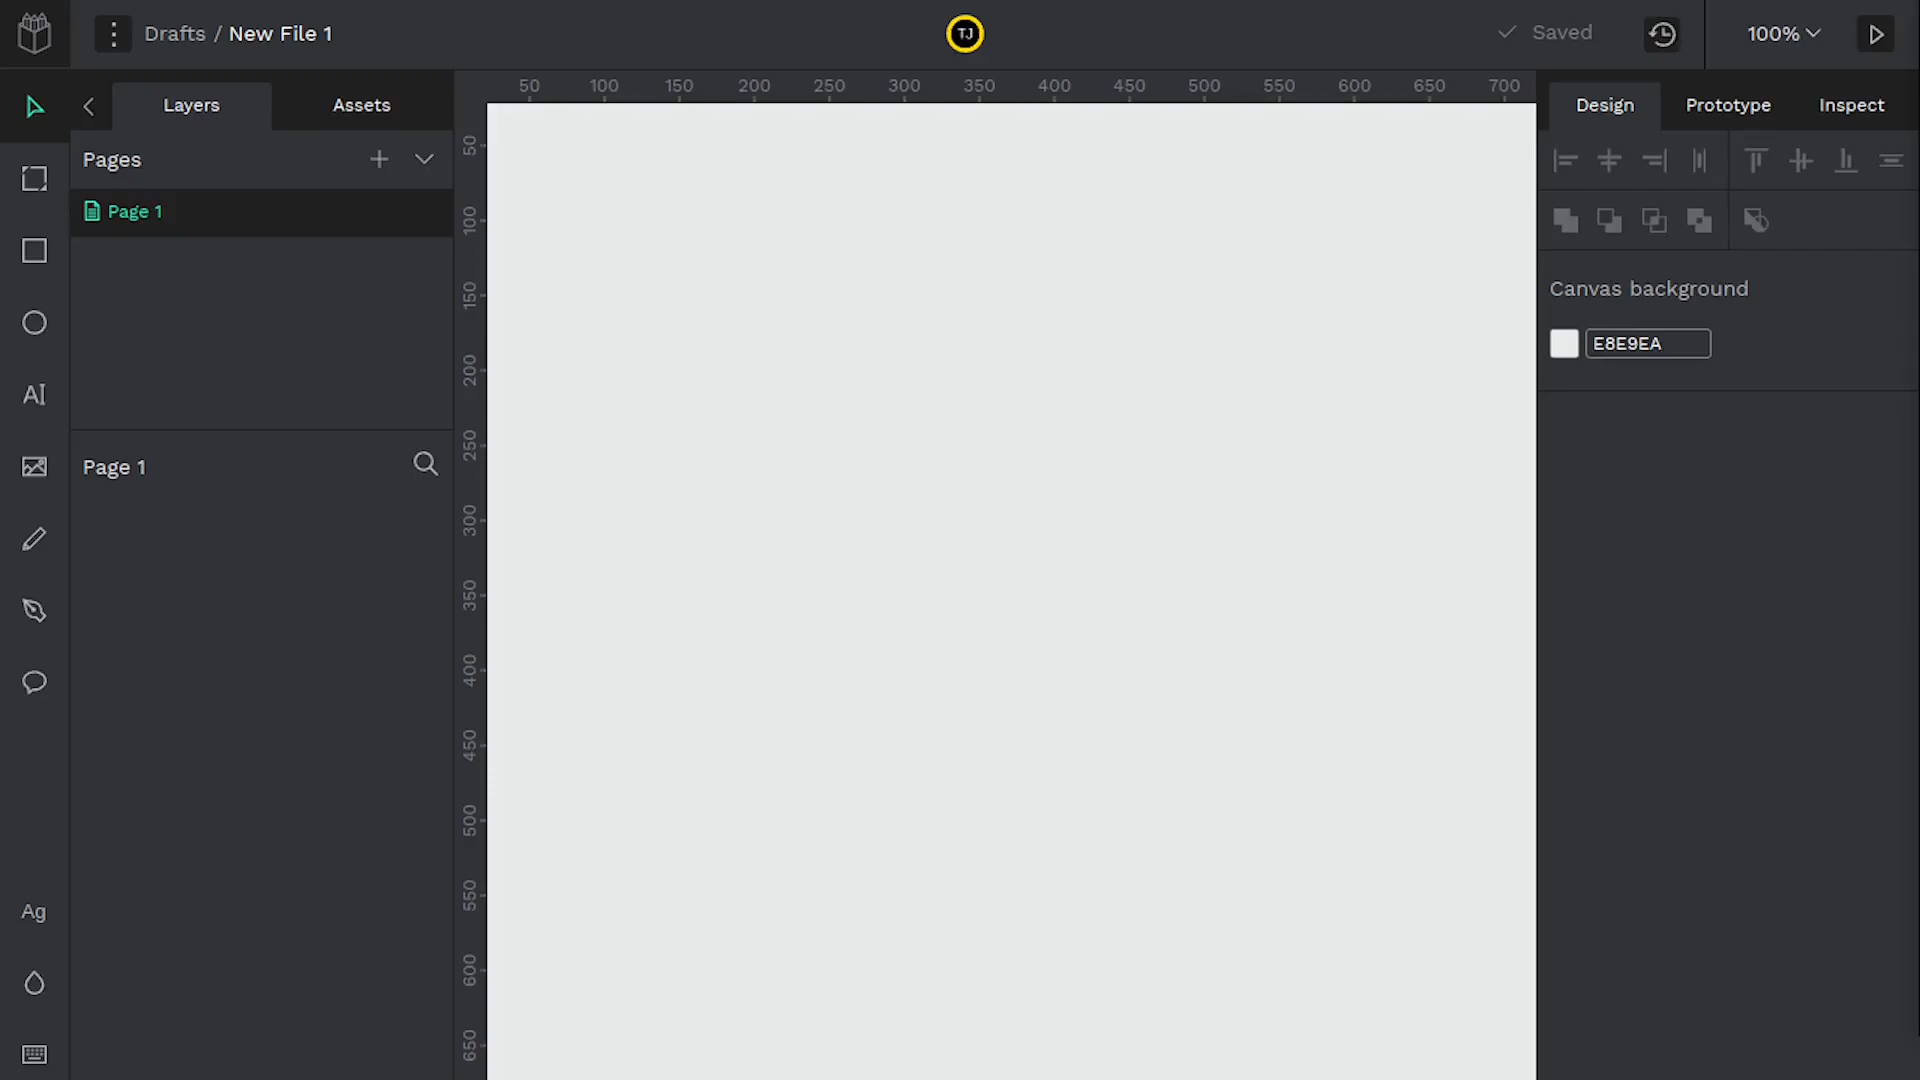 Drafts / New File 1
TJ
Saved
100%
Layers
Assets
50 100 150 200 250 300 350 400 450 500 550 600 650 700
Design
Prototype
Inspect
Pages
Page 1
50
100
150
200
250
300
350
400
450
500
550
600
650
Canvas background
E8E9EA
AI
Page 1
Ag